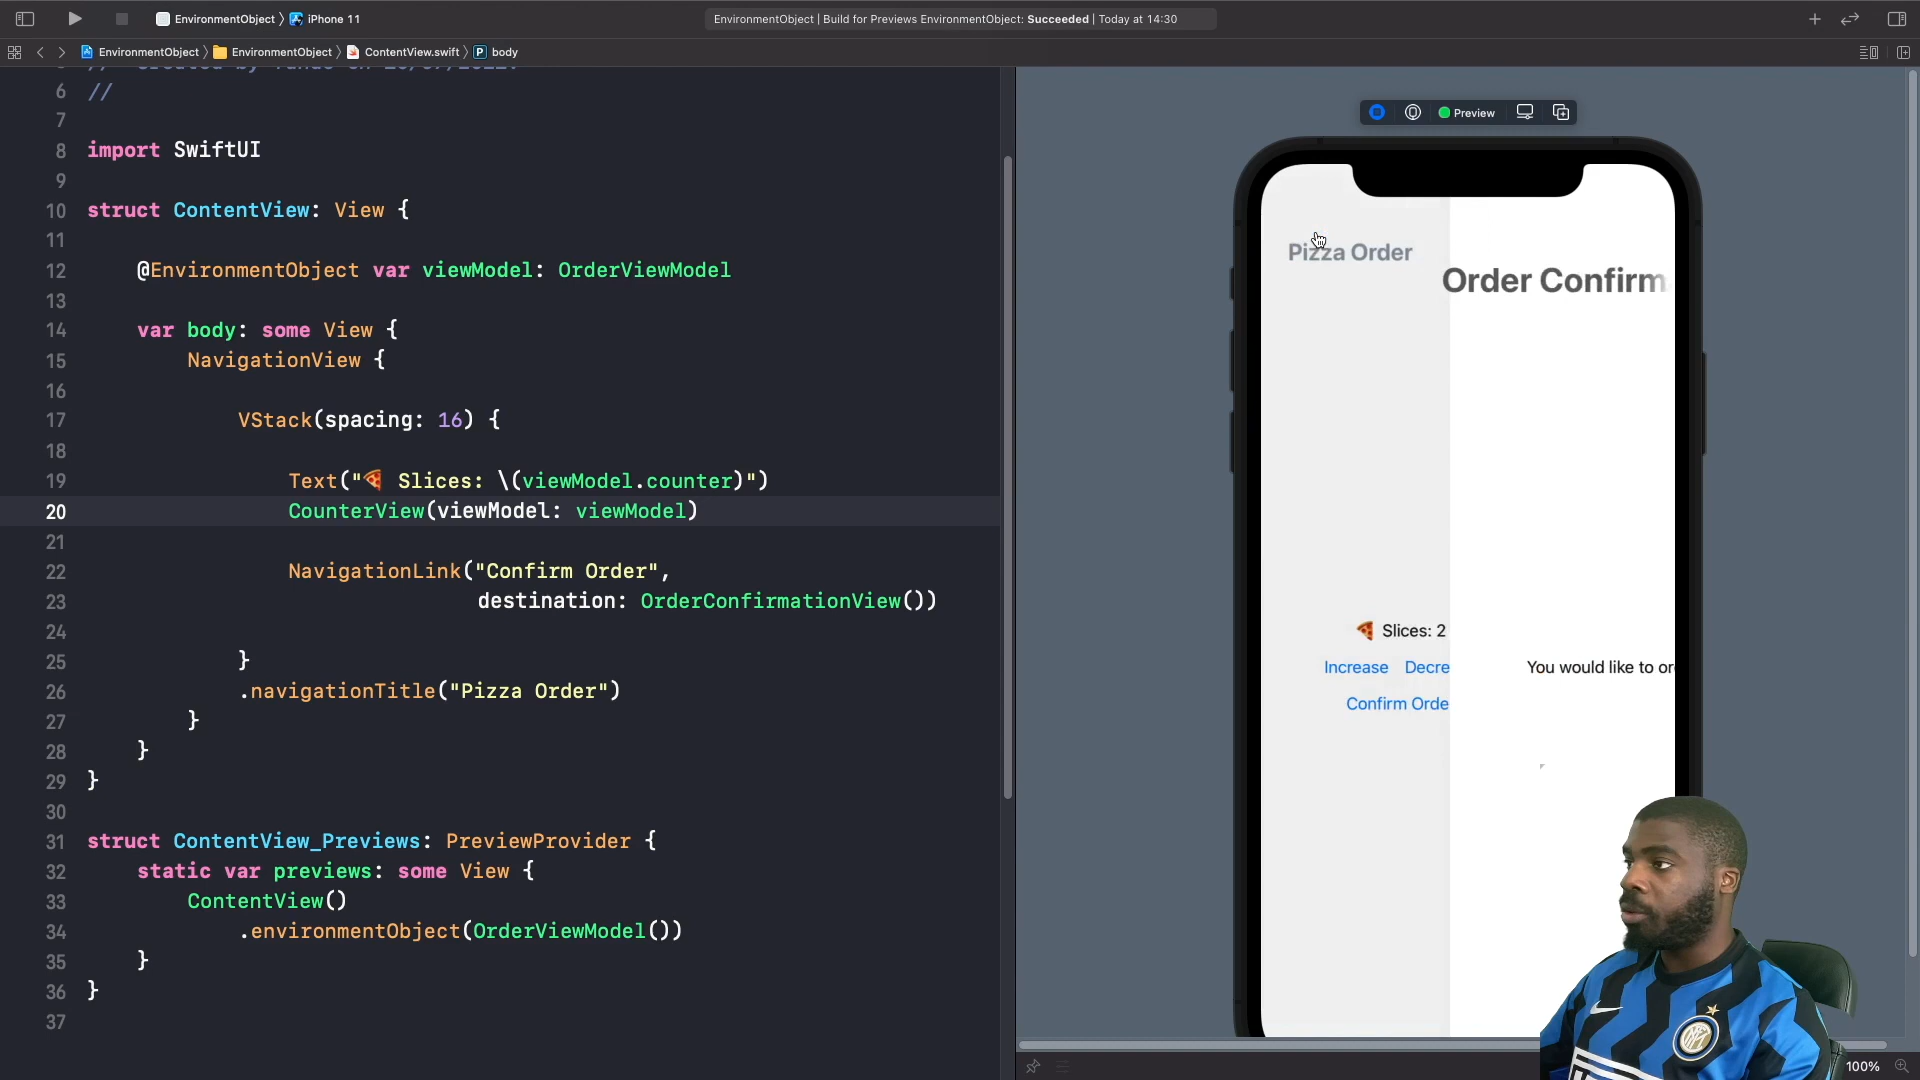 EnvironmentObject 〉 iPhone 11
EnvironmentObject | Build for Previews EnvironmentObject: Succeeded | Today at 14:30
EnvironmentObject 〉 EnvironmentObject 〉 ContentView.swift 〉 P body
6 //
7
8 import SwiftUI
9
10 struct ContentView: View {
11
12 @EnvironmentObject var viewModel: OrderViewModel
13
14 var body: some View {
15 NavigationView {
16
17 VStack(spacing: 16) {
18
19 Text("🍕 Slices: \(viewModel.counter)")
20 CounterView(viewModel: viewModel)
21
22 NavigationLink("Confirm Order",
23 destination: OrderConfirmationView())
24
25 }
26 .navigationTitle("Pizza Order")
27 }
28 }
29 }
30
31 struct ContentView_Previews: PreviewProvider {
32 static var previews: some View {
33 ContentView()
34 .environmentObject(OrderViewModel())
35 }
36 }
37
Preview
Pizza Order
Order Confirm
🍕 Slices: 2
Increase Decre
You would like to or
Confirm Orde
100%